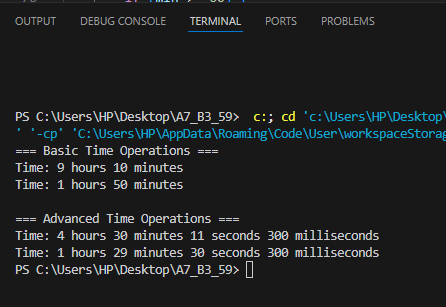 OUTPUT DEBUG CONSOLE TERMINAL PORTS PROBLEMS
PS C:\Users\HP\Desktop\A7_B3_59> c:; cd 'c:\Users\HP\Desktop\
' '-cp' 'C:\Users\HP\AppData\Roaming\Code\User\workspaceStorag
=== Basic Time Operations ===
Time: 9 hours 10 minutes
Time: 1 hours 50 minutes
=== Advanced Time Operations ===
Time: 4 hours 30 minutes 11 seconds 300 milliseconds
Time: 1 hours 29 minutes 30 seconds 300 milliseconds
PS C:\Users\HP\Desktop\A7_B3_59>